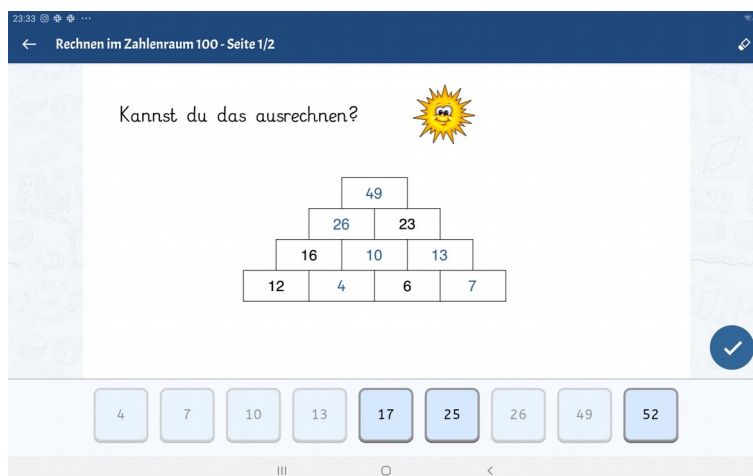 23:33
Rechnen im Zahlenraum 100 - Seite 1/2
Kannst du das ausrechnen?
49
26 23
16 10 13
12 4 6 7
4 7 10 13 17 25 26 49 52